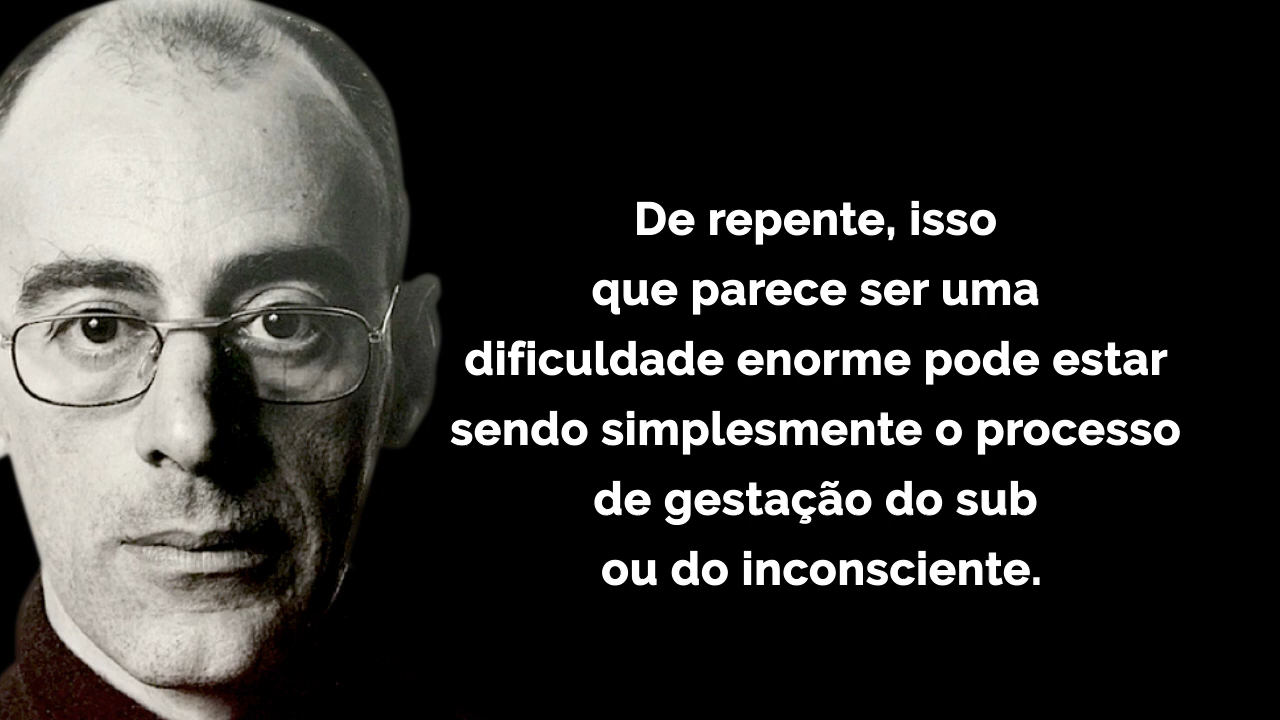 De repente, isso
que parece ser uma
dificuldade enorme pode estar
sendo simplesmente o processo
de gestação do sub
ou do inconsciente.